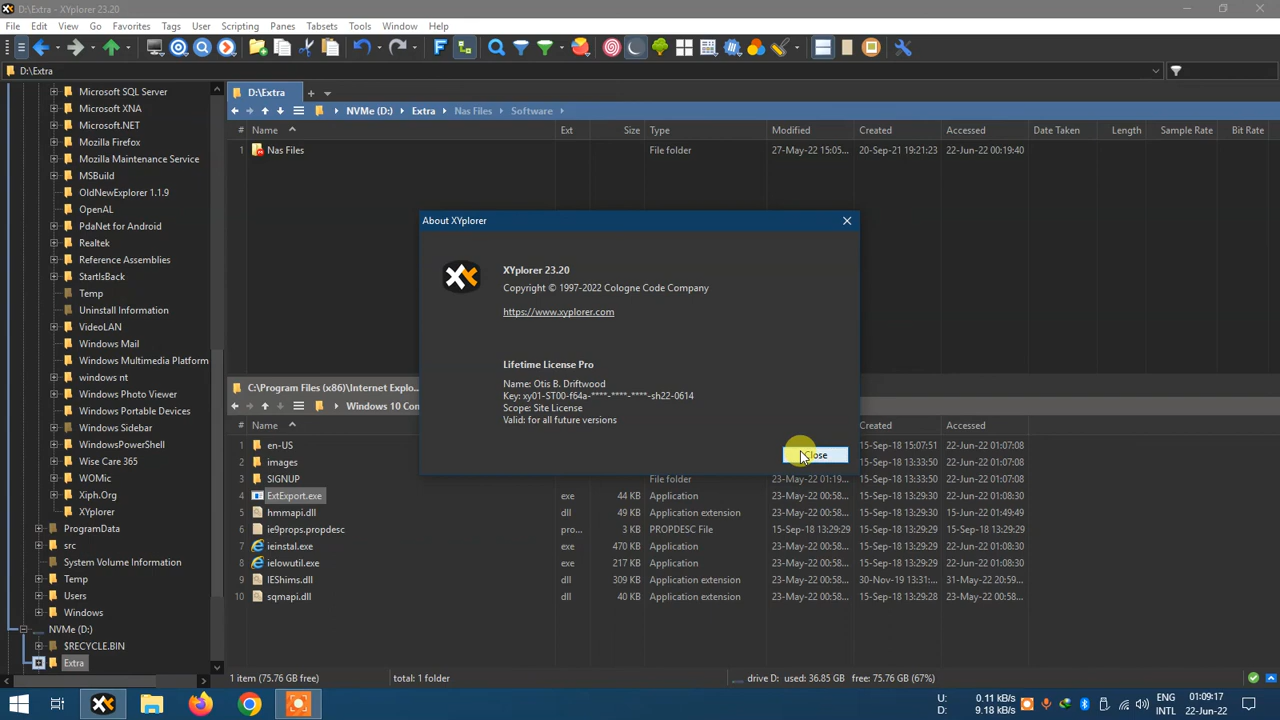 D:\Extra - XYplorer 23.20
File Edit View Go Favorites Tags User Scripting Panes Tabsets Tools Window Help
D:\Extra
Microsoft SQL Server
Microsoft XNA
Microsoft.NET
Mozilla Firefox
Mozilla Maintenance Service
MSBuild
OldNewExplorer 1.1.9
OpenAL
PdaNet for Android
Realtek
Reference Assemblies
StartIsBack
Temp
Uninstall Information
VideoLAN
Windows Mail
Windows Multimedia Platform
windows nt
Windows Photo Viewer
Windows Portable Devices
Windows Sidebar
WindowsPowerShell
Wise Care 365
WOMic
Xiph.Org
XYplorer
ProgramData
src
System Volume Information
Temp
Users
Windows
NVMe (D:)
$RECYCLE.BIN
Extra
D:\Extra
NVMe (D:) Extra Nas Files Software
# Name Ext Size Type Modified Created Accessed Date Taken Length Sample Rate Bit Rate
1 Nas Files File folder 27-May-22 15:05... 20-Sep-21 19:21:23 22-Jun-22 00:19:40
About XYplorer
XYplorer 23.20
Copyright © 1997-2022 Cologne Code Company
https://www.xyplorer.com
Lifetime License Pro
Name: Otis B. Driftwood
Key: xy01-ST00-f64a-****-****-****-sh22-0614
Scope: Site License
Valid: for all future versions
Close
C:\Program Files (x86)\Internet Explo...
Windows 10 Com
# Name Created Accessed
1 en-US 15-Sep-18 15:07:51 22-Jun-22 01:07:08
2 images 15-Sep-18 13:33:50 22-Jun-22 01:07:08
3 SIGNUP File folder 23-May-22 01:19... 15-Sep-18 13:33:50 22-Jun-22 01:07:08
4 ExtExport.exe exe 44 KB Application 23-May-22 00:58... 15-Sep-18 13:29:29 22-Jun-22 01:08:30
5 hmmapi.dll dll 49 KB Application extension 23-May-22 00:58... 15-Sep-18 13:29:30 22-Jun-22 01:49:49
6 ie9props.propdesc pro... 3 KB PROPDESC File 15-Sep-18 13:29:29 15-Sep-18 13:29:29 22-Jun-22 01:07:08
7 ieinstal.exe exe 470 KB Application 23-May-22 00:58... 15-Sep-18 13:29:29 22-Jun-22 01:08:30
8 ielowutil.exe exe 217 KB Application 23-May-22 00:58... 15-Sep-18 13:29:29 22-Jun-22 01:08:30
9 IEShims.dll dll 309 KB Application extension 23-May-22 00:58... 30-Nov-19 13:31... 31-May-22 20:59...
10 sqmapi.dll dll 40 KB Application extension 23-May-22 00:58... 15-Sep-18 13:29:28 23-May-22 00:58...
1 item (75.76 GB free) total: 1 folder drive D: used: 36.85 GB free: 75.76 GB (67%)
U: 0.11 kB/s
D: 9.18 kB/s
ENG
INTL
01:09:17
22-Jun-22